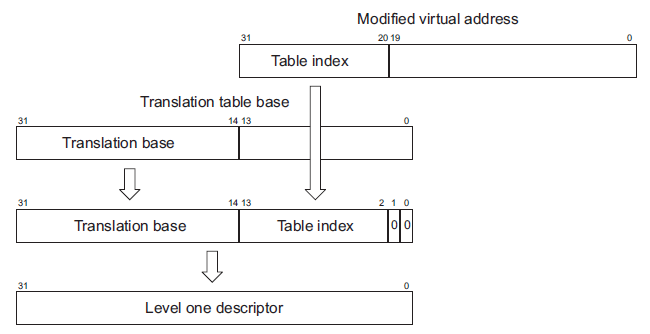 Modified virtual address
31 20 19 0
Table index
Translation table base
31 14 13 0
Translation base
31 14 13 2 1 0
Translation base Table index 0 0
31 0
Level one descriptor